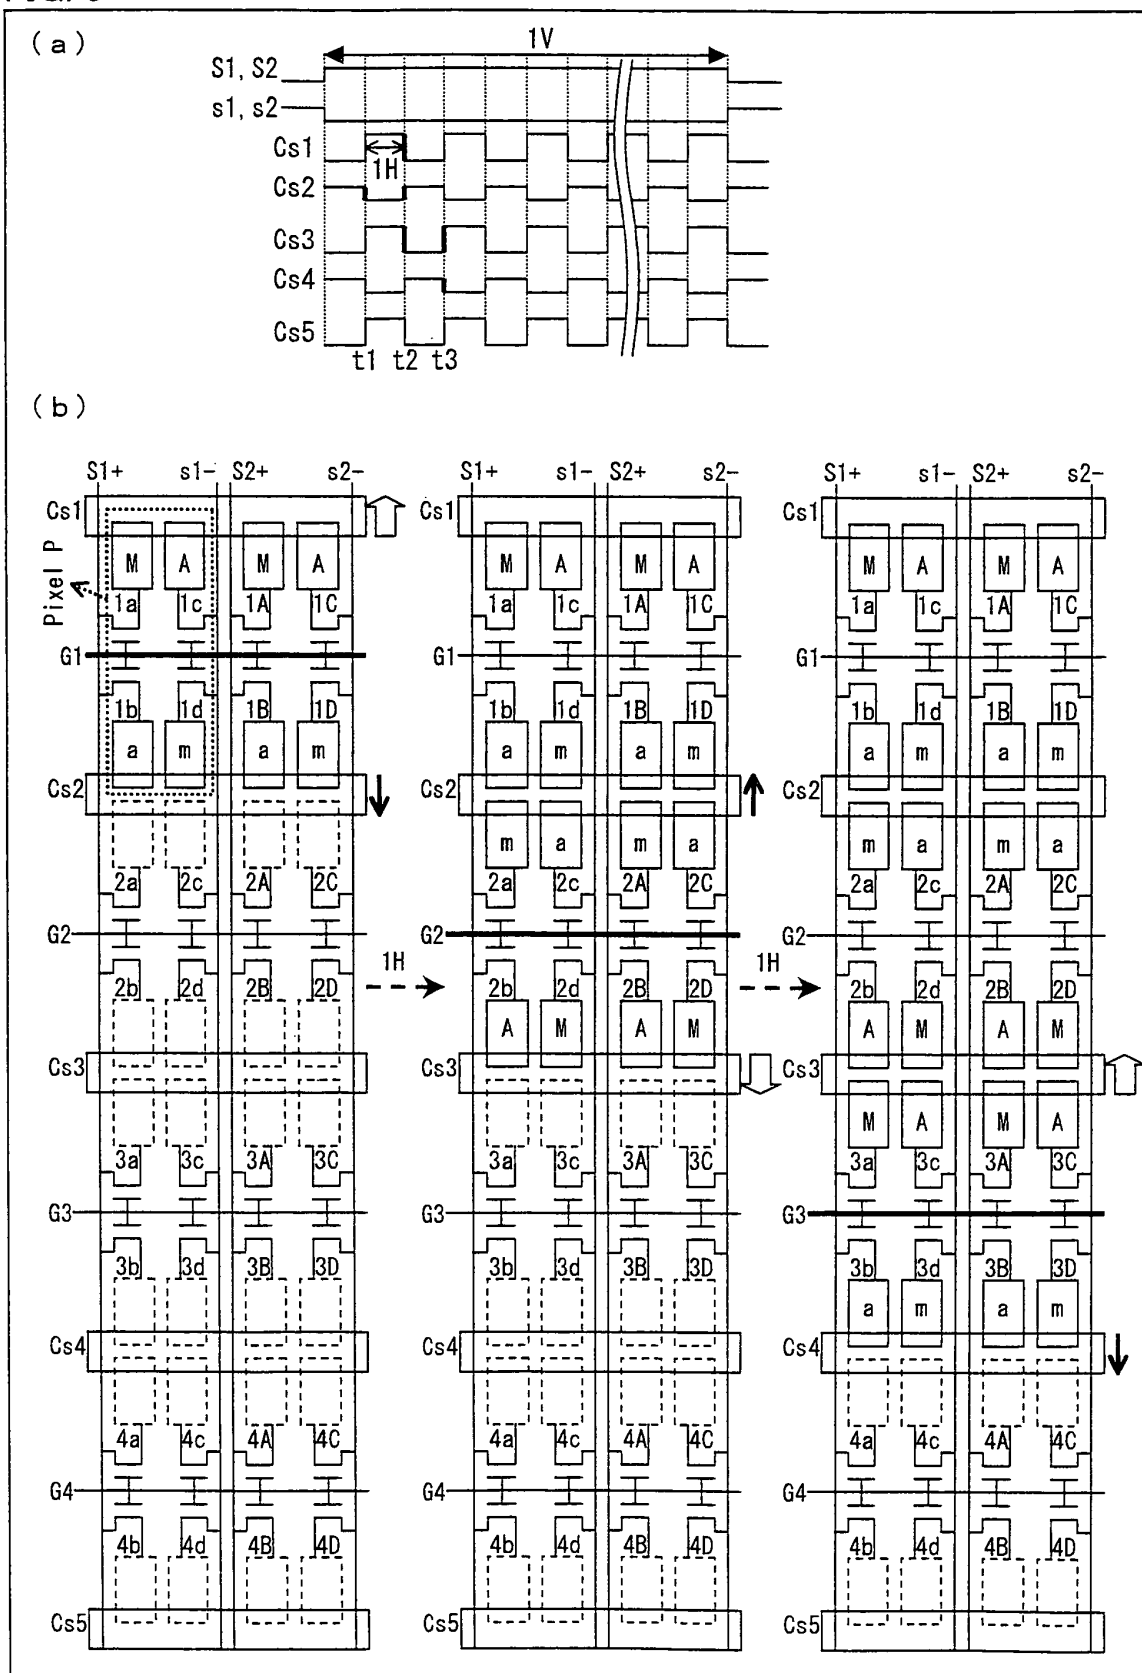 (a)
1V
S1, S2
s1, s2
Cs1
1H
Cs2
Cs3
Cs4
Cs5
t1 t2 t3
(b)
S1+ s1- S2+ s2- S1+ s1- S2+ s2- S1+ s1- S2+ s2-
Cs1 Cs1 Cs1
Pixel P
M A M A M A M A M A M A
1a 1c 1A 1C 1a 1c 1A 1C 1a 1c 1A 1C
G1 G1 G1
1b 1d 1B 1D 1b 1d 1B 1D 1b 1d 1B 1D
a m a m a m a m a m a m
Cs2 Cs2 Cs2
m a m a m a m a
2a 2c 2A 2C 2a 2c 2A 2C 2a 2c 2A 2C
G2 G2 G2
1H 1H
2b 2d 2B 2D 2b 2d 2B 2D 2b 2d 2B 2D
A M A M A M A M
Cs3 Cs3 Cs3
M A M A
3a 3c 3A 3C 3a 3c 3A 3C 3a 3c 3A 3C
G3 G3 G3
3b 3d 3B 3D 3b 3d 3B 3D 3b 3d 3B 3D
a m a m
Cs4 Cs4 Cs4
4a 4c 4A 4C 4a 4c 4A 4C 4a 4c 4A 4C
G4 G4 G4
4b 4d 4B 4D 4b 4d 4B 4D 4b 4d 4B 4D
Cs5 Cs5 Cs5